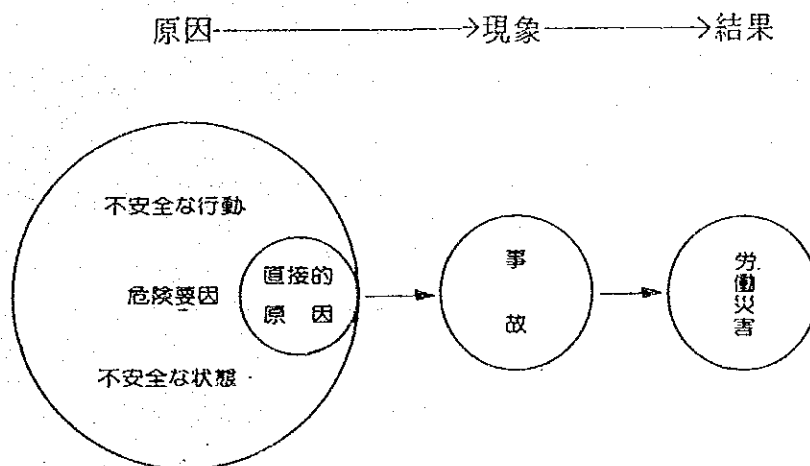 原因→現象→結果
不安全な行動
危険要因
不安全な状態
直接的
原因
事故
労働災害